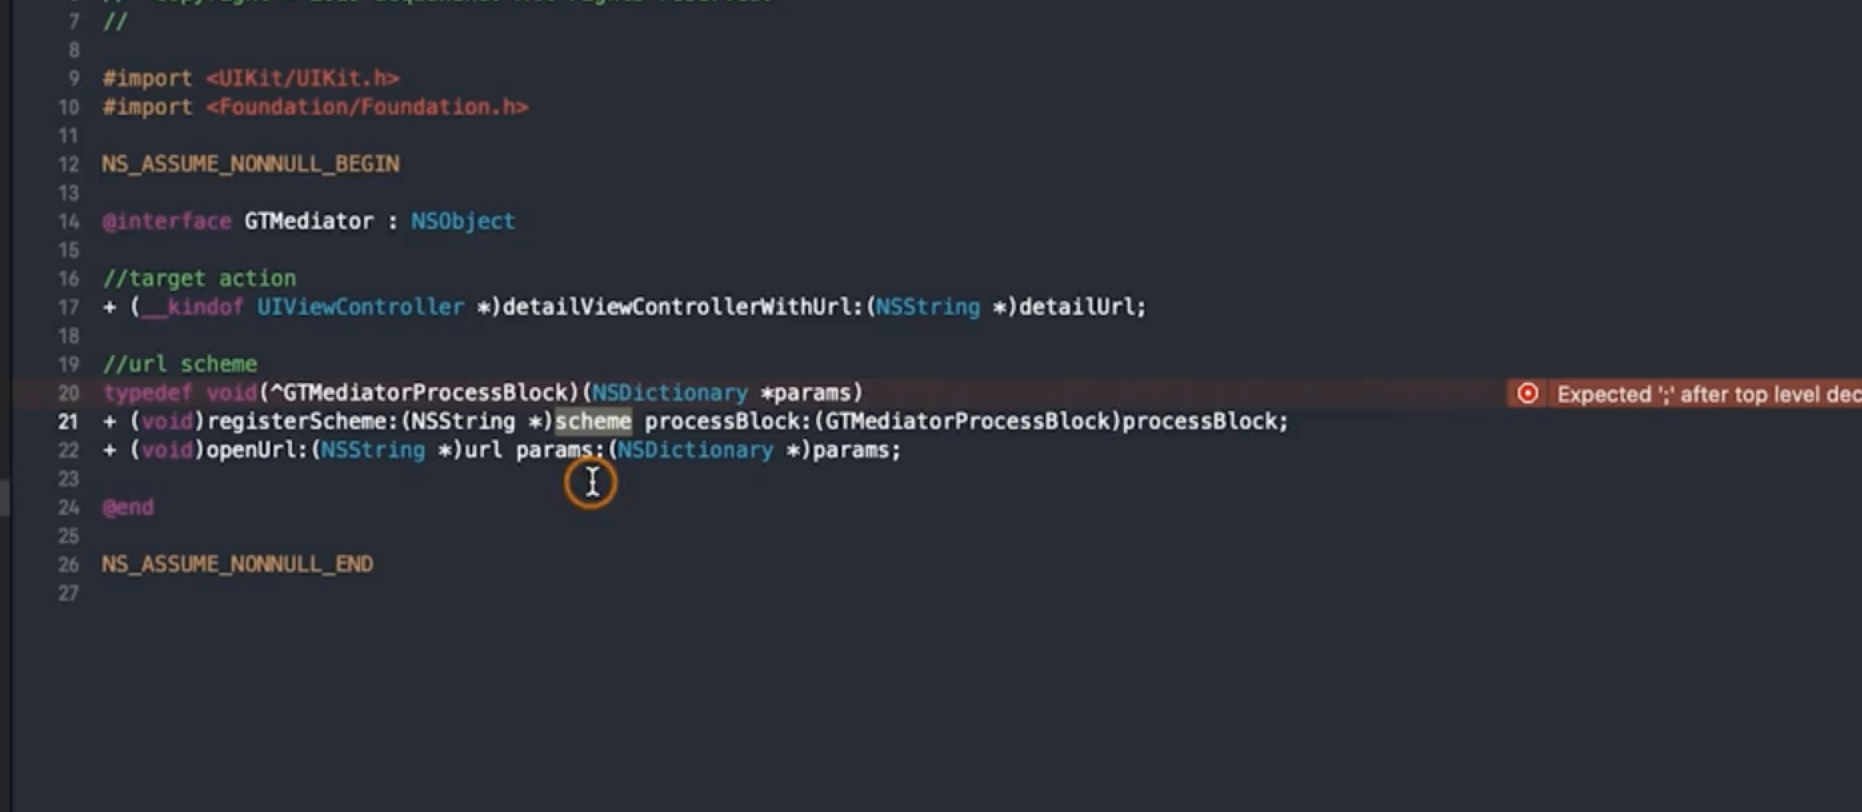 7 //
8
9 #import <UIKit/UIKit.h>
10 #import <Foundation/Foundation.h>
11
12 NS_ASSUME_NONNULL_BEGIN
13
14 @interface GTMediator : NSObject
15
16 //target action
17 + (__kindof UIViewController *)detailViewControllerWithUrl:(NSString *)detailUrl;
18
19 //url scheme
20 typedef void(^GTMediatorProcessBlock)(NSDictionary *params) Expected ';' after top level dec
21 + (void)registerScheme:(NSString *)scheme processBlock:(GTMediatorProcessBlock)processBlock;
22 + (void)openUrl:(NSString *)url params:(NSDictionary *)params;
23
24 @end
25
26 NS_ASSUME_NONNULL_END
27